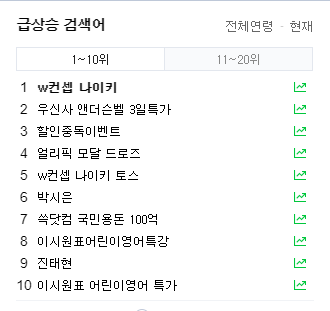 급상승 검색어
전체연령 - 현재
1~10위
11~20위
1 w컨셉 나이키
2 우신사 앤더슨벨 3일특가
3 할인중독이벤트
4 얼리픽 모달 드로즈
5 w컨셉 나이키 토스
6 박시은
7 쓱닷컴 국민용돈 100억
8 이시원표어린이영어특강
9 진태현
10 이시원표 어린이영어 특가